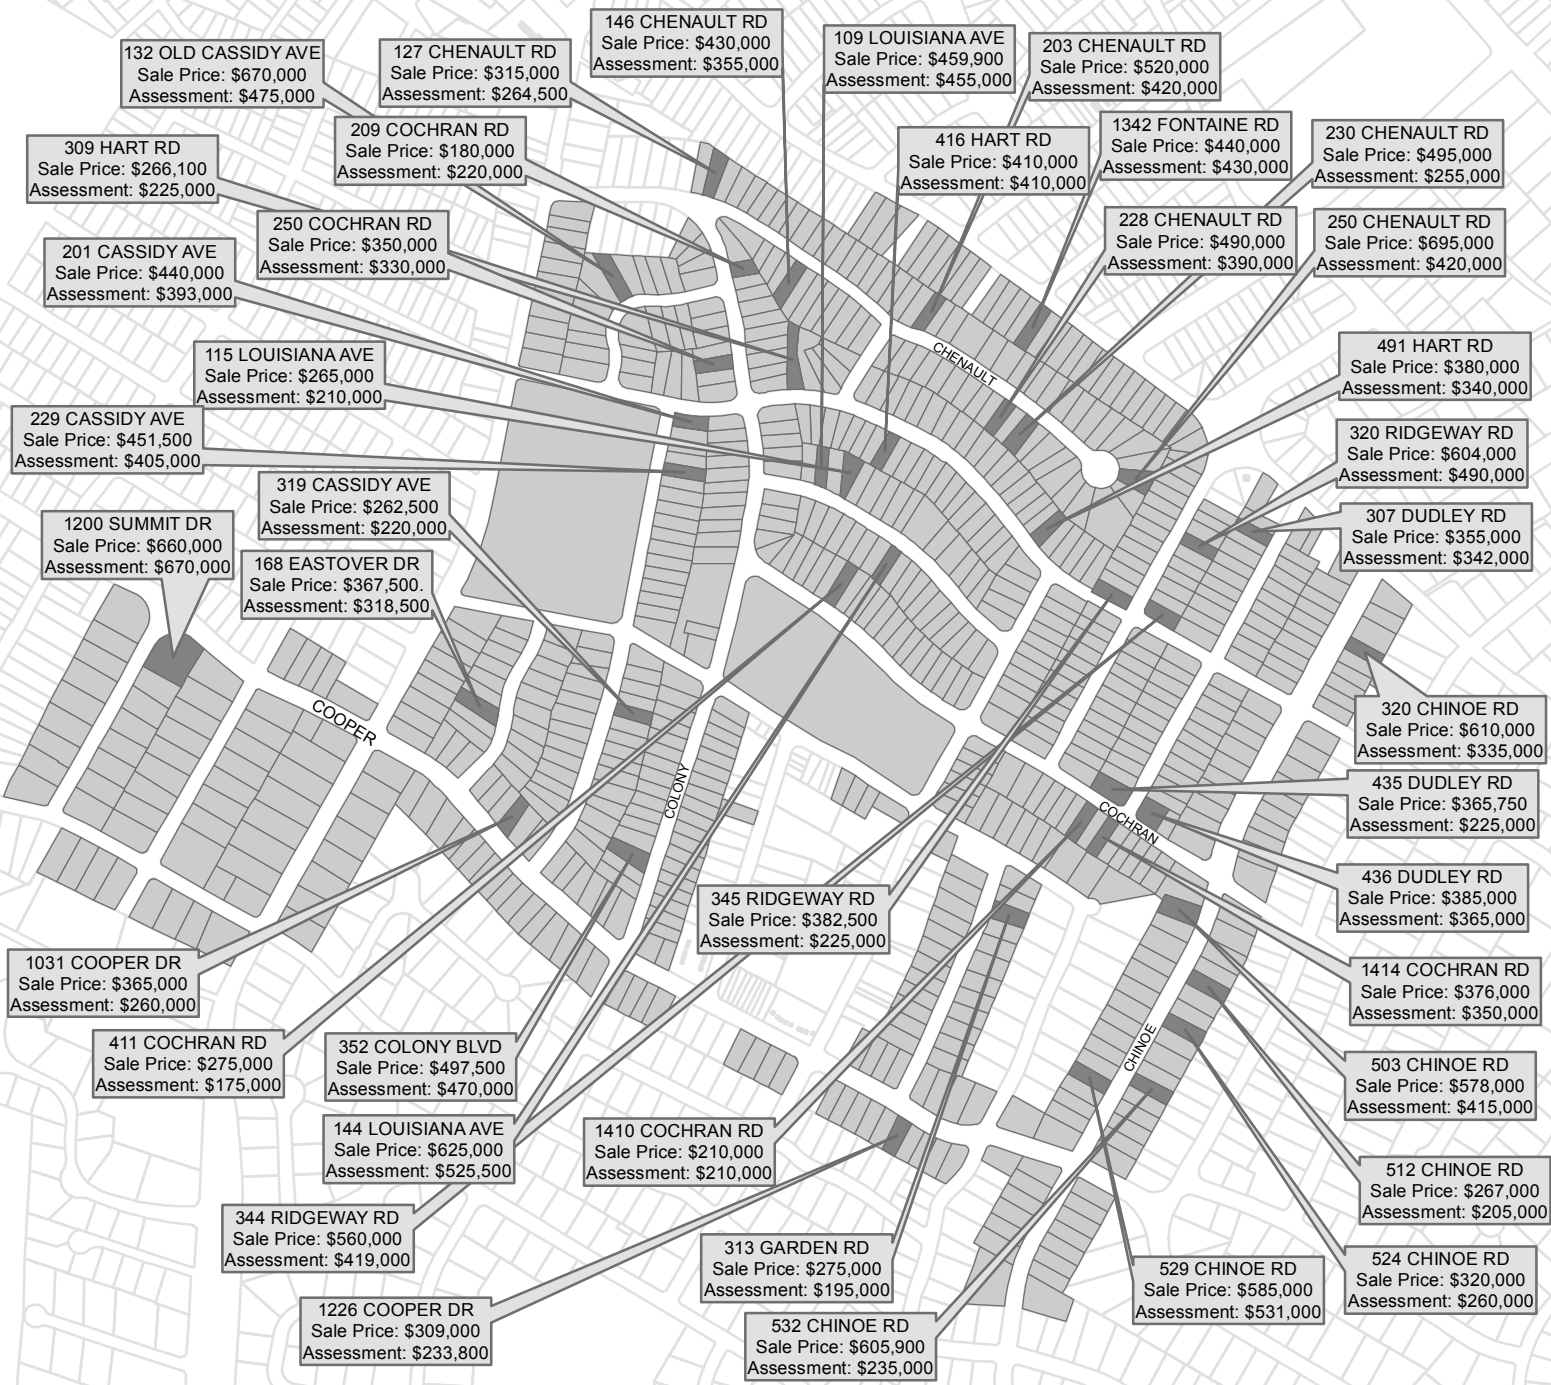 146 CHENAULT RD
Sale Price: $430,000
Assessment: $355,000
132 OLD CASSIDY AVE
Sale Price: $670,000
Assessment: $475,000
127 CHENAULT RD
Sale Price: $315,000
Assessment: $264,500
109 LOUISIANA AVE
Sale Price: $459,900
Assessment: $455,000
203 CHENAULT RD
Sale Price: $520,000
Assessment: $420,000
309 HART RD
Sale Price: $266,100
Assessment: $225,000
209 COCHRAN RD
Sale Price: $180,000
Assessment: $220,000
416 HART RD
Sale Price: $410,000
Assessment: $410,000
1342 FONTAINE RD
Sale Price: $440,000
Assessment: $430,000
230 CHENAULT RD
Sale Price: $495,000
Assessment: $255,000
201 CASSIDY AVE
Sale Price: $440,000
Assessment: $393,000
250 COCHRAN RD
Sale Price: $350,000
Assessment: $330,000
228 CHENAULT RD
Sale Price: $490,000
Assessment: $390,000
250 CHENAULT RD
Sale Price: $695,000
Assessment: $420,000
115 LOUISIANA AVE
Sale Price: $265,000
Assessment: $210,000
CHENAULT
491 HART RD
Sale Price: $380,000
Assessment: $340,000
229 CASSIDY AVE
Sale Price: $451,500
Assessment: $405,000
320 RIDGEWAY RD
Sale Price: $604,000
Assessment: $490,000
319 CASSIDY AVE
Sale Price: $262,500
Assessment: $220,000
1200 SUMMIT DR
Sale Price: $660,000
Assessment: $670,000
307 DUDLEY RD
Sale Price: $355,000
Assessment: $342,000
168 EASTOVER DR
Sale Price: $367,500.
Assessment: $318,500
COOPER
320 CHINOE RD
Sale Price: $610,000
Assessment: $335,000
COLONY
435 DUDLEY RD
Sale Price: $365,750
Assessment: $225,000
COCHRAN
436 DUDLEY RD
Sale Price: $385,000
Assessment: $365,000
345 RIDGEWAY RD
Sale Price: $382,500
Assessment: $225,000
1031 COOPER DR
Sale Price: $365,000
Assessment: $260,000
1414 COCHRAN RD
Sale Price: $376,000
Assessment: $350,000
411 COCHRAN RD
Sale Price: $275,000
Assessment: $175,000
352 COLONY BLVD
Sale Price: $497,500
Assessment: $470,000
CHINOE
503 CHINOE RD
Sale Price: $578,000
Assessment: $415,000
144 LOUISIANA AVE
Sale Price: $625,000
Assessment: $525,500
1410 COCHRAN RD
Sale Price: $210,000
Assessment: $210,000
512 CHINOE RD
Sale Price: $267,000
Assessment: $205,000
344 RIDGEWAY RD
Sale Price: $560,000
Assessment: $419,000
313 GARDEN RD
Sale Price: $275,000
Assessment: $195,000
529 CHINOE RD
Sale Price: $585,000
Assessment: $531,000
524 CHINOE RD
Sale Price: $320,000
Assessment: $260,000
1226 COOPER DR
Sale Price: $309,000
Assessment: $233,800
532 CHINOE RD
Sale Price: $605,900
Assessment: $235,000